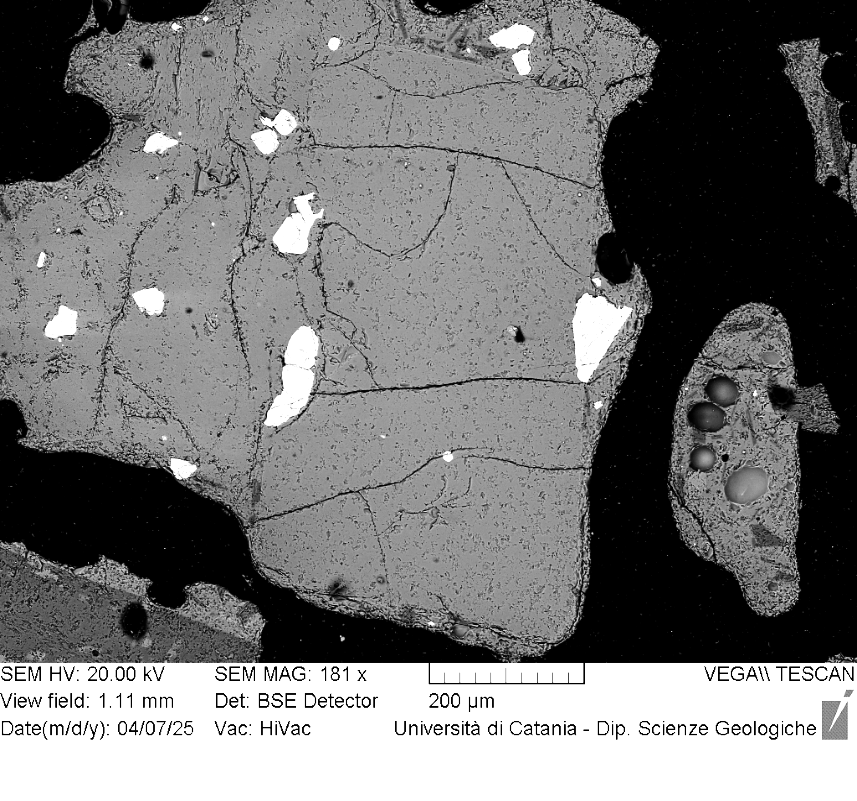 SEM HV: 20.00 kV SEM MAG: 181 x VEGA\\ TESCAN
View field: 1.11 mm Det: BSE Detector 200 µm
Date(m/d/y): 04/07/25 Vac: HiVac Università di Catania - Dip. Scienze Geologiche